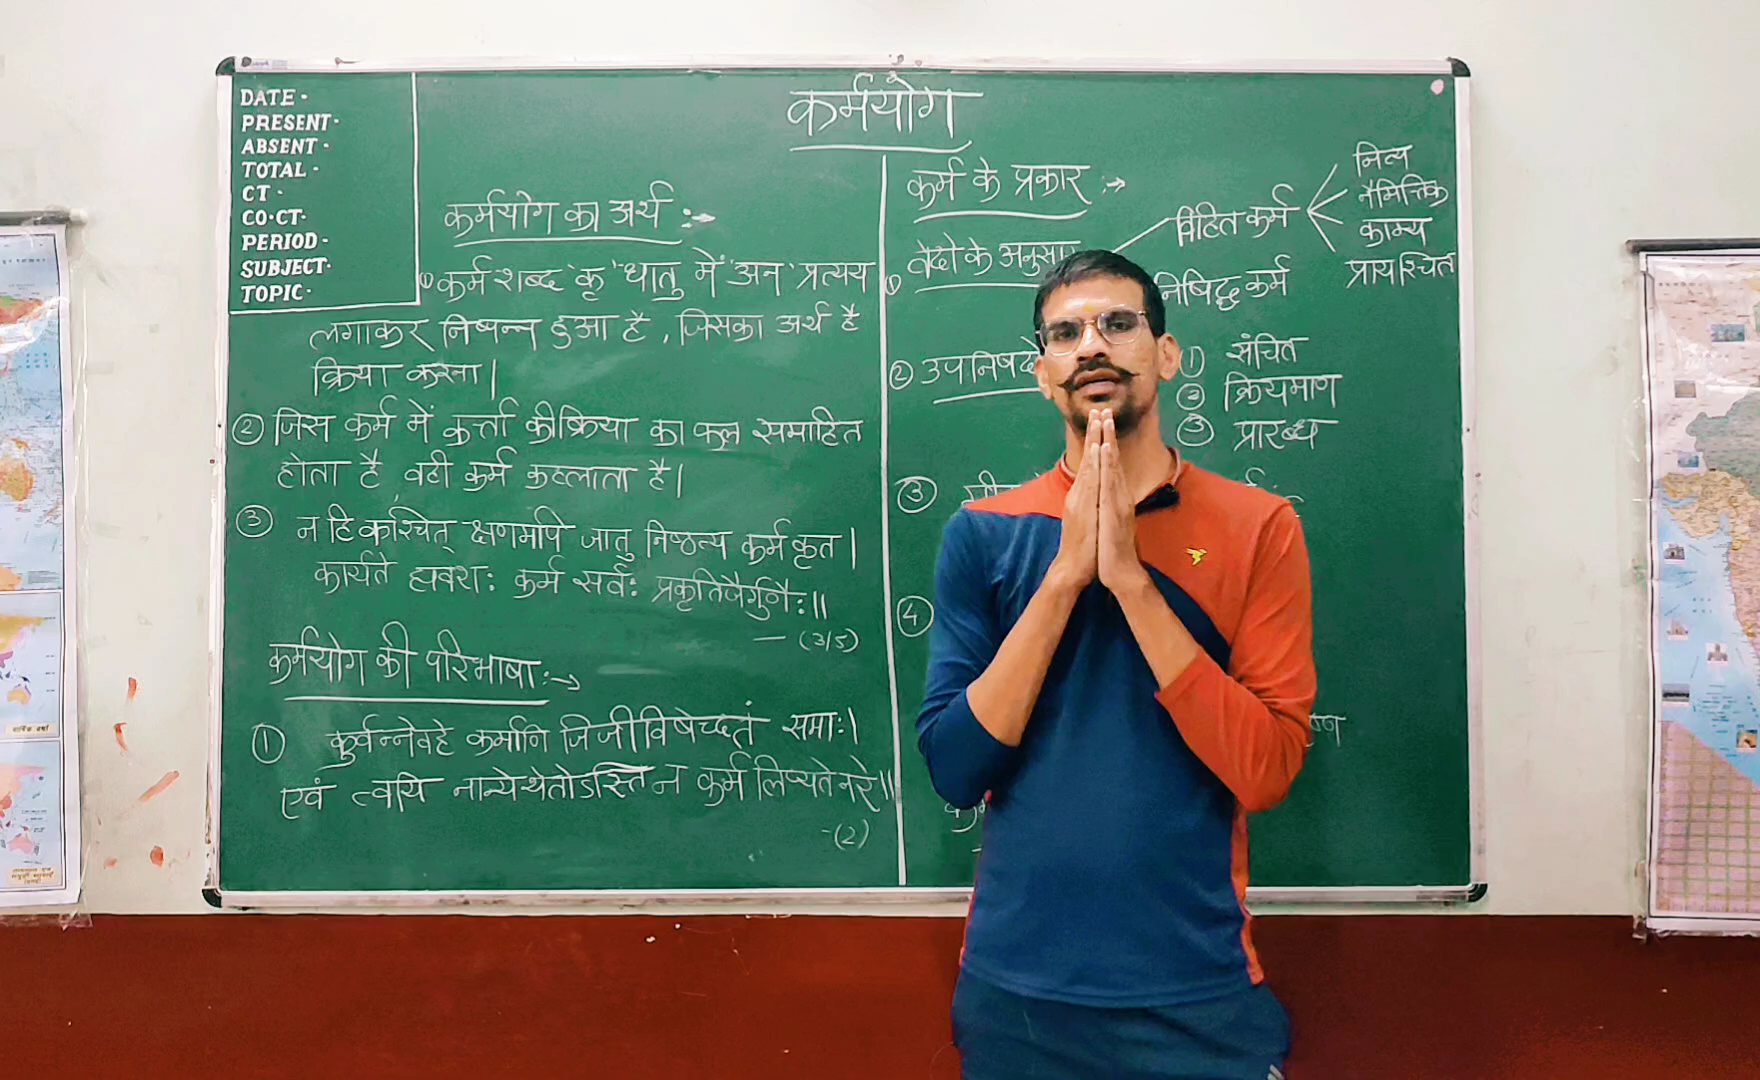 DATE -
PRESENT-
ABSENT -
TOTAL -
CT -
CO-CT-
PERIOD -
SUBJECT-
TOPIC-
कर्मयोग
कर्मयोग का अर्थ :→
① कर्म शब्द 'कृ' धातु में 'अन' प्रत्यय
लगाकर निष्पन्न हुआ है, जिसका अर्थ है
क्रिया करना|
② जिस कर्म में कर्त्ता की क्रिया का फल समाहित
होता है, वही कर्म कहलाता है|
③ न हि कश्चित् क्षणमपि जातु निष्ठत्य कर्म कृत |
कार्यते ह्यवशः कर्म सर्वः प्रकृतिजैर्गुणैः||
— (3/5)
कर्मयोग की परिभाषा:→
① कुर्वन्नेवहे कर्मानि जिजीविषेच्छतं समाः|
एवं त्वयि नान्येथेतोऽस्ति न कर्म लिप्यते नरे||
-(2)
कर्म के प्रकार :→
① वेदो के अनुसार
विहित कर्म
नित्य
नैमित्तिक
काम्य
प्रायश्चित
निषिद्ध कर्म
② उपनिषदो
① संचित
② क्रियमाण
③ प्रारब्ध
③
④